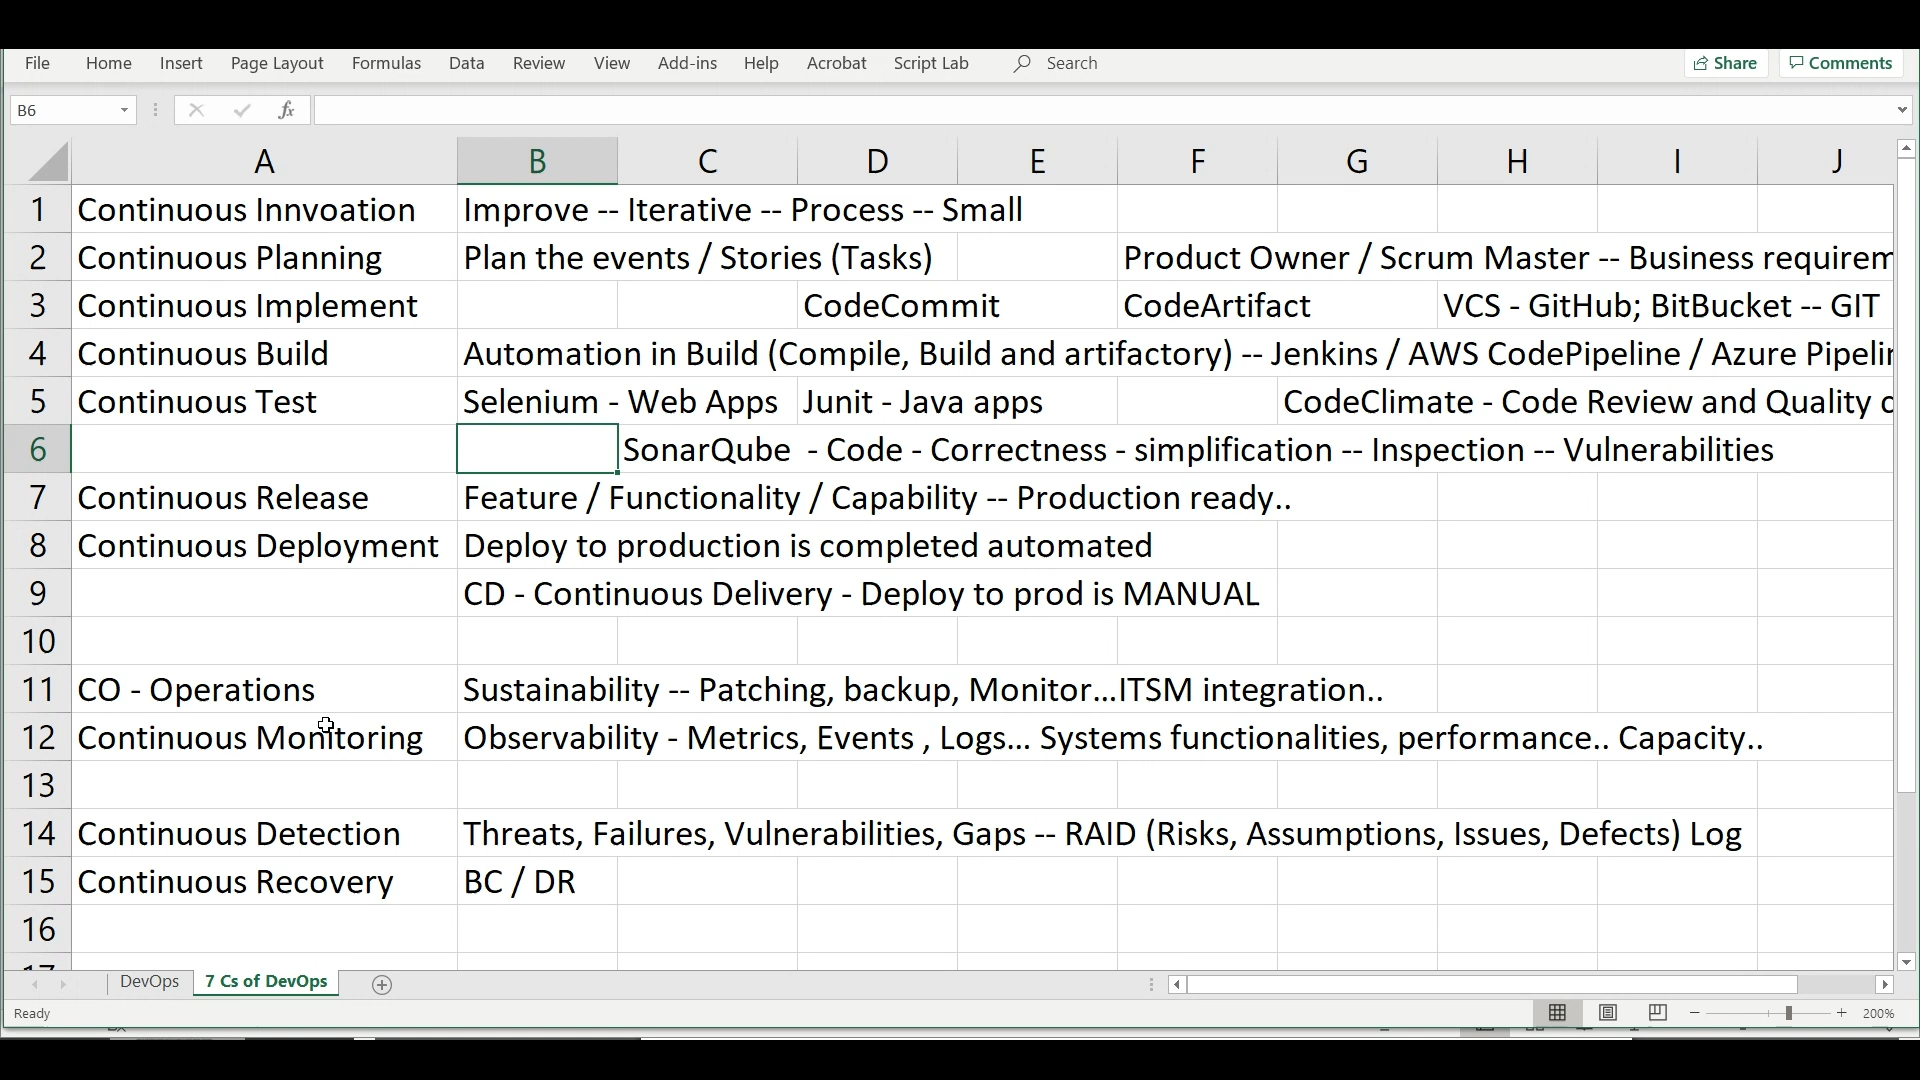 File Home Insert Page Layout Formulas Data Review View Add-ins Help Acrobat Script Lab Search Share Comments
B6 fx
A B C D E F G H I J
1 Continuous Innvoation Improve -- Iterative -- Process -- Small
2 Continuous Planning Plan the events / Stories (Tasks) Product Owner / Scrum Master -- Business requirem
3 Continuous Implement CodeCommit CodeArtifact VCS - GitHub; BitBucket -- GIT
4 Continuous Build Automation in Build (Compile, Build and artifactory) -- Jenkins / AWS CodePipeline / Azure Pipelin
5 Continuous Test Selenium - Web Apps Junit - Java apps CodeClimate - Code Review and Quality c
6 SonarQube - Code - Correctness - simplification -- Inspection -- Vulnerabilities
7 Continuous Release Feature / Functionality / Capability -- Production ready..
8 Continuous Deployment Deploy to production is completed automated
9 CD - Continuous Delivery - Deploy to prod is MANUAL
10
11 CO - Operations Sustainability -- Patching, backup, Monitor...ITSM integration..
12 Continuous Monitoring Observability - Metrics, Events , Logs... Systems functionalities, performance.. Capacity..
13
14 Continuous Detection Threats, Failures, Vulnerabilities, Gaps -- RAID (Risks, Assumptions, Issues, Defects) Log
15 Continuous Recovery BC / DR
16
DevOps 7 Cs of DevOps
Ready 200%